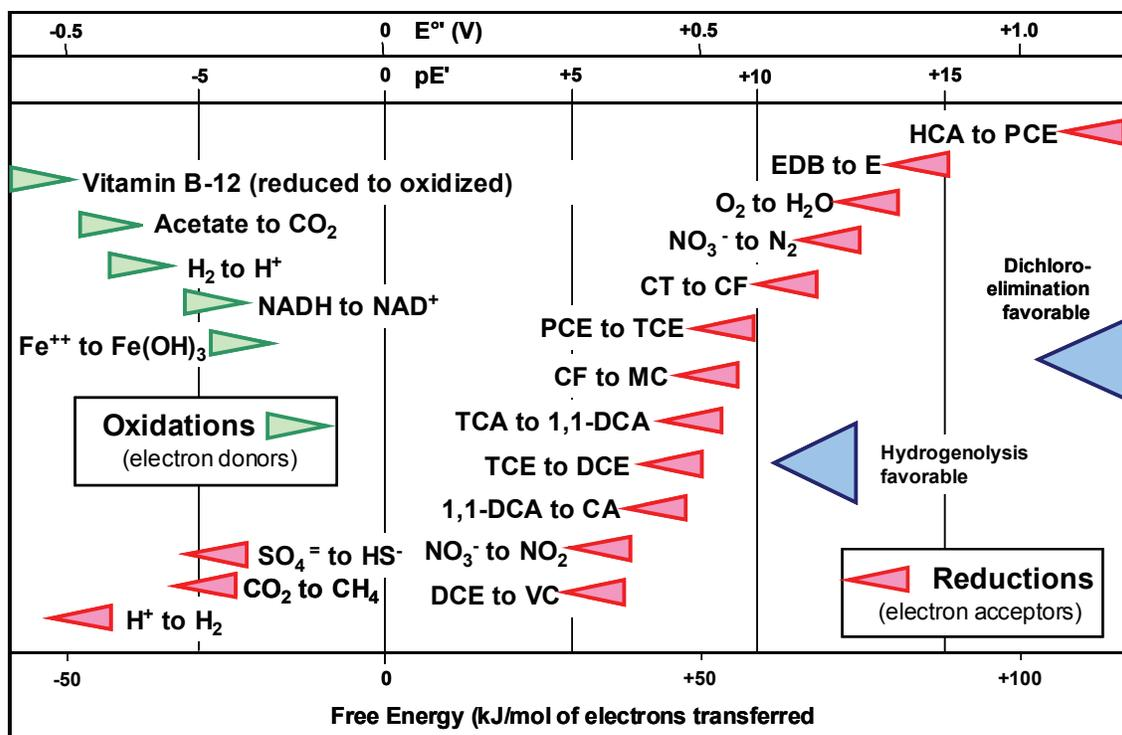 -0.5 0 E°' (V) +0.5 +1.0
-5 0 pE' +5 +10 +15
HCA to PCE
EDB to E
Vitamin B-12 (reduced to oxidized)
O₂ to H₂O
Acetate to CO₂
NO₃⁻ to N₂
H₂ to H⁺
CT to CF
Dichloro-
elimination
favorable
NADH to NAD⁺
PCE to TCE
Fe⁺⁺ to Fe(OH)₃
CF to MC
TCA to 1,1-DCA
Oxidations
(electron donors)
TCE to DCE
Hydrogenolysis
favorable
1,1-DCA to CA
SO₄⁼ to HS⁻
NO₃⁻ to NO₂
CO₂ to CH₄
DCE to VC
Reductions
(electron acceptors)
H⁺ to H₂
-50 0 +50 +100
Free Energy (kJ/mol of electrons transferred